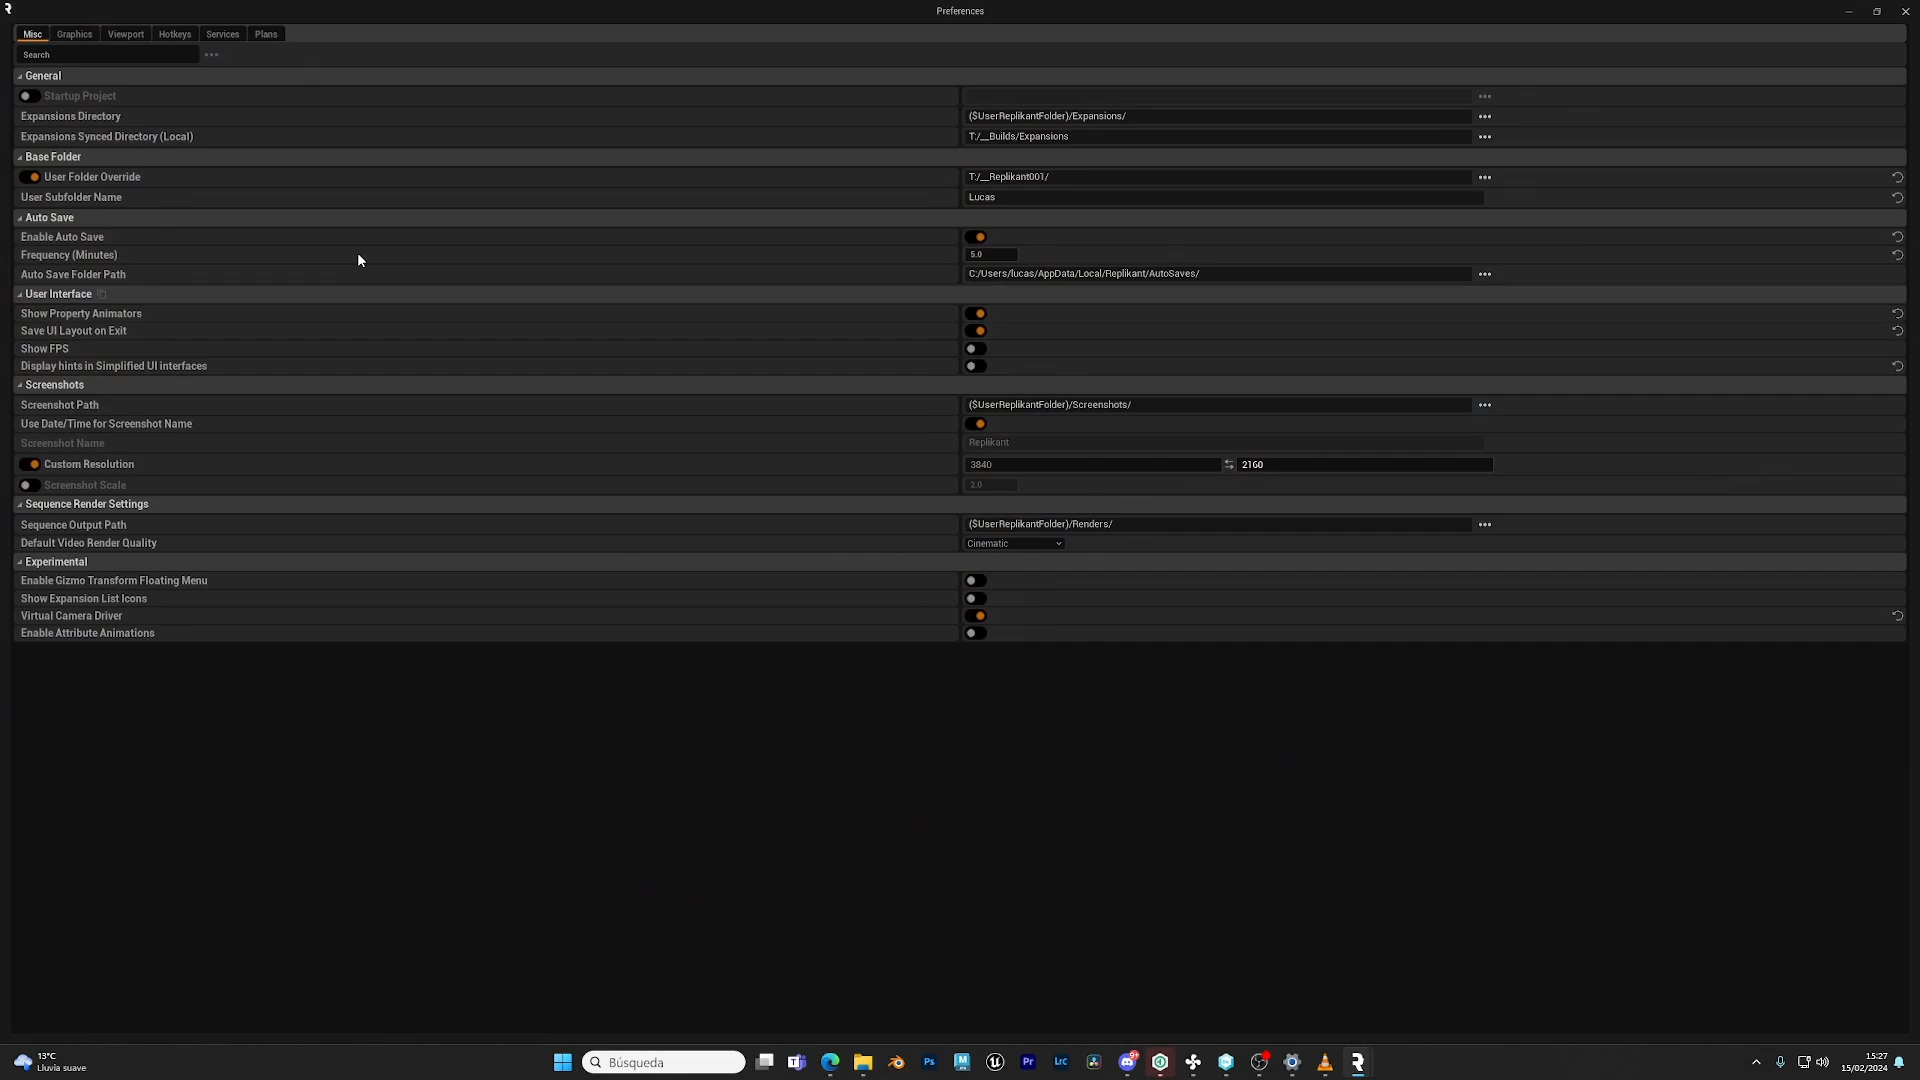 Preferences
Misc Graphics Viewport Hotkeys Services Plans
Search
General
Startup Project
Expansions Directory ($UserReplikantFolder)/Expansions/
Expansions Synced Directory (Local) T:/__Builds/Expansions
Base Folder
User Folder Override T:/__Replikant001/
User Subfolder Name Lucas
Auto Save
Enable Auto Save
Frequency (Minutes) 5.0
Auto Save Folder Path C:/Users/lucas/AppData/Local/Replikant/AutoSaves/
User Interface
Show Property Animators
Save UI Layout on Exit
Show FPS
Display hints in Simplified UI interfaces
Screenshots
Screenshot Path ($UserReplikantFolder)/Screenshots/
Use Date/Time for Screenshot Name
Screenshot Name Replikant
Custom Resolution 3840 2160
Screenshot Scale 2.0
Sequence Render Settings
Sequence Output Path ($UserReplikantFolder)/Renders/
Default Video Render Quality Cinematic
Experimental
Enable Gizmo Transform Floating Menu
Show Expansion List Icons
Virtual Camera Driver
Enable Attribute Animations
13°C
Lluvia suave
Búsqueda
Ps
Pr
LrC
15:27
15/02/2024